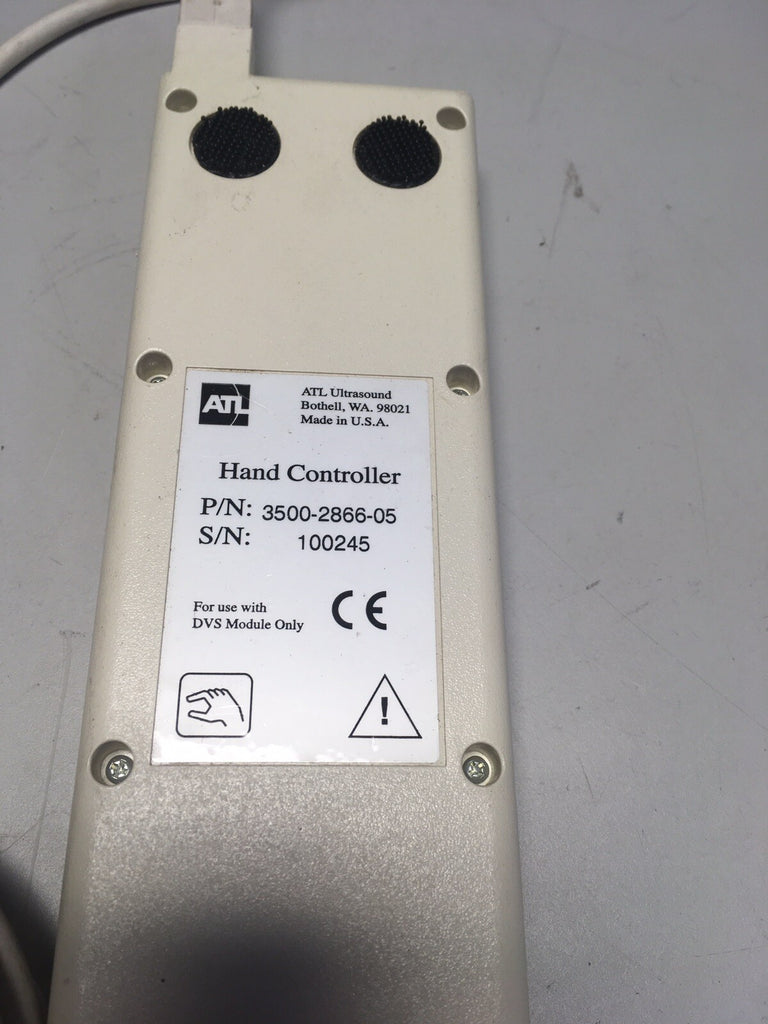 ATL
ATL Ultrasound
Bothell, WA. 98021
Made in U.S.A.
Hand Controller
P/N: 3500-2866-05
S/N: 100245
For use with
DVS Module Only
CE
!